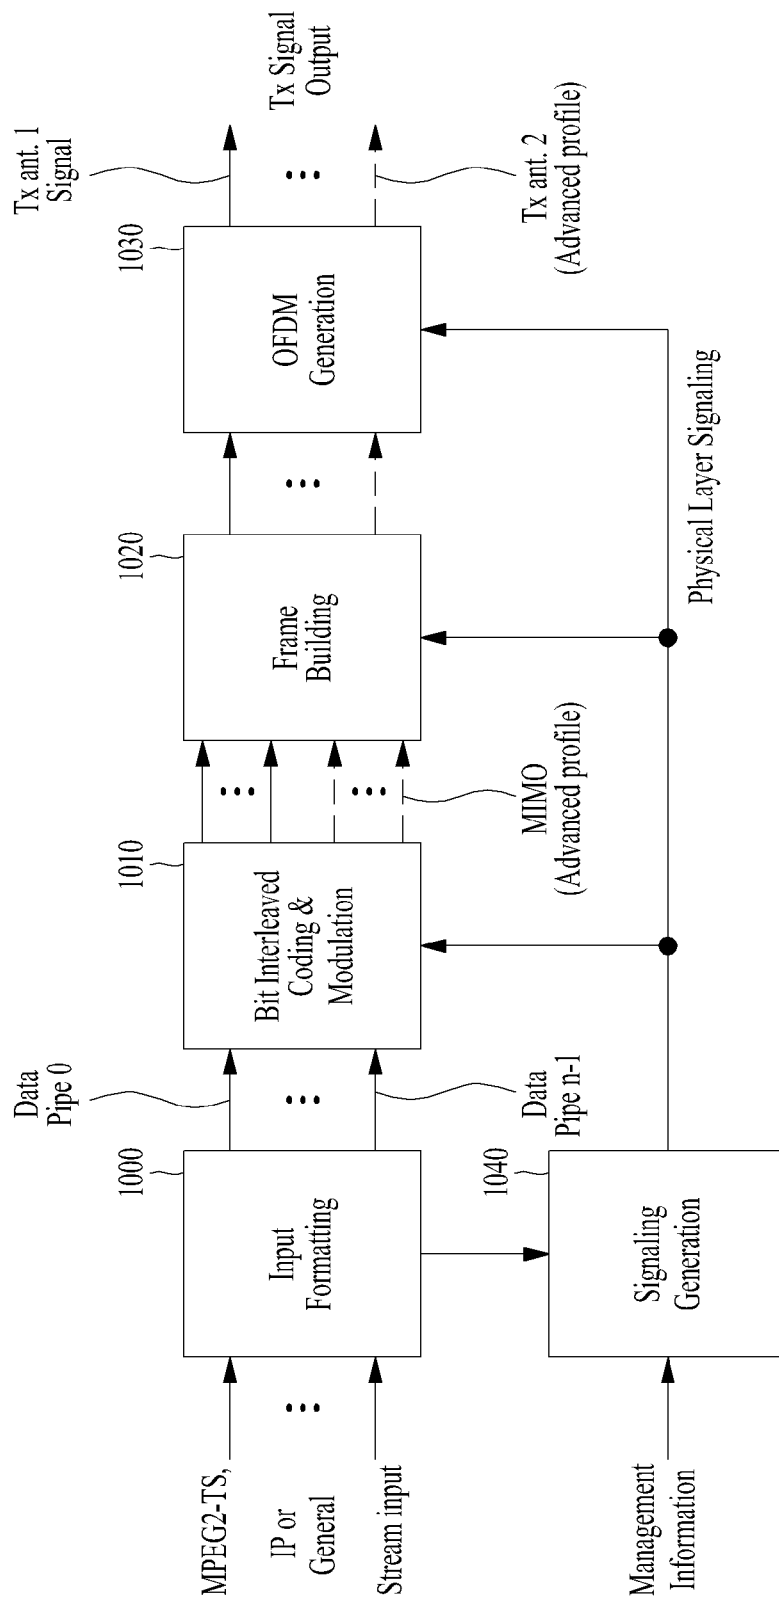 MPEG2-TS,
IP or
General
Stream input
Management
Information
1000
Input
Formatting
1040
Signaling
Generation
Data
Pipe 0
Data
Pipe n-1
1010
Bit Interleaved
Coding &
Modulation
MIMO
(Advanced profile)
1020
Frame
Building
Physical Layer Signaling
1030
OFDM
Generation
Tx ant. 1
Signal
Tx Signal
Output
Tx ant. 2
(Advanced profile)